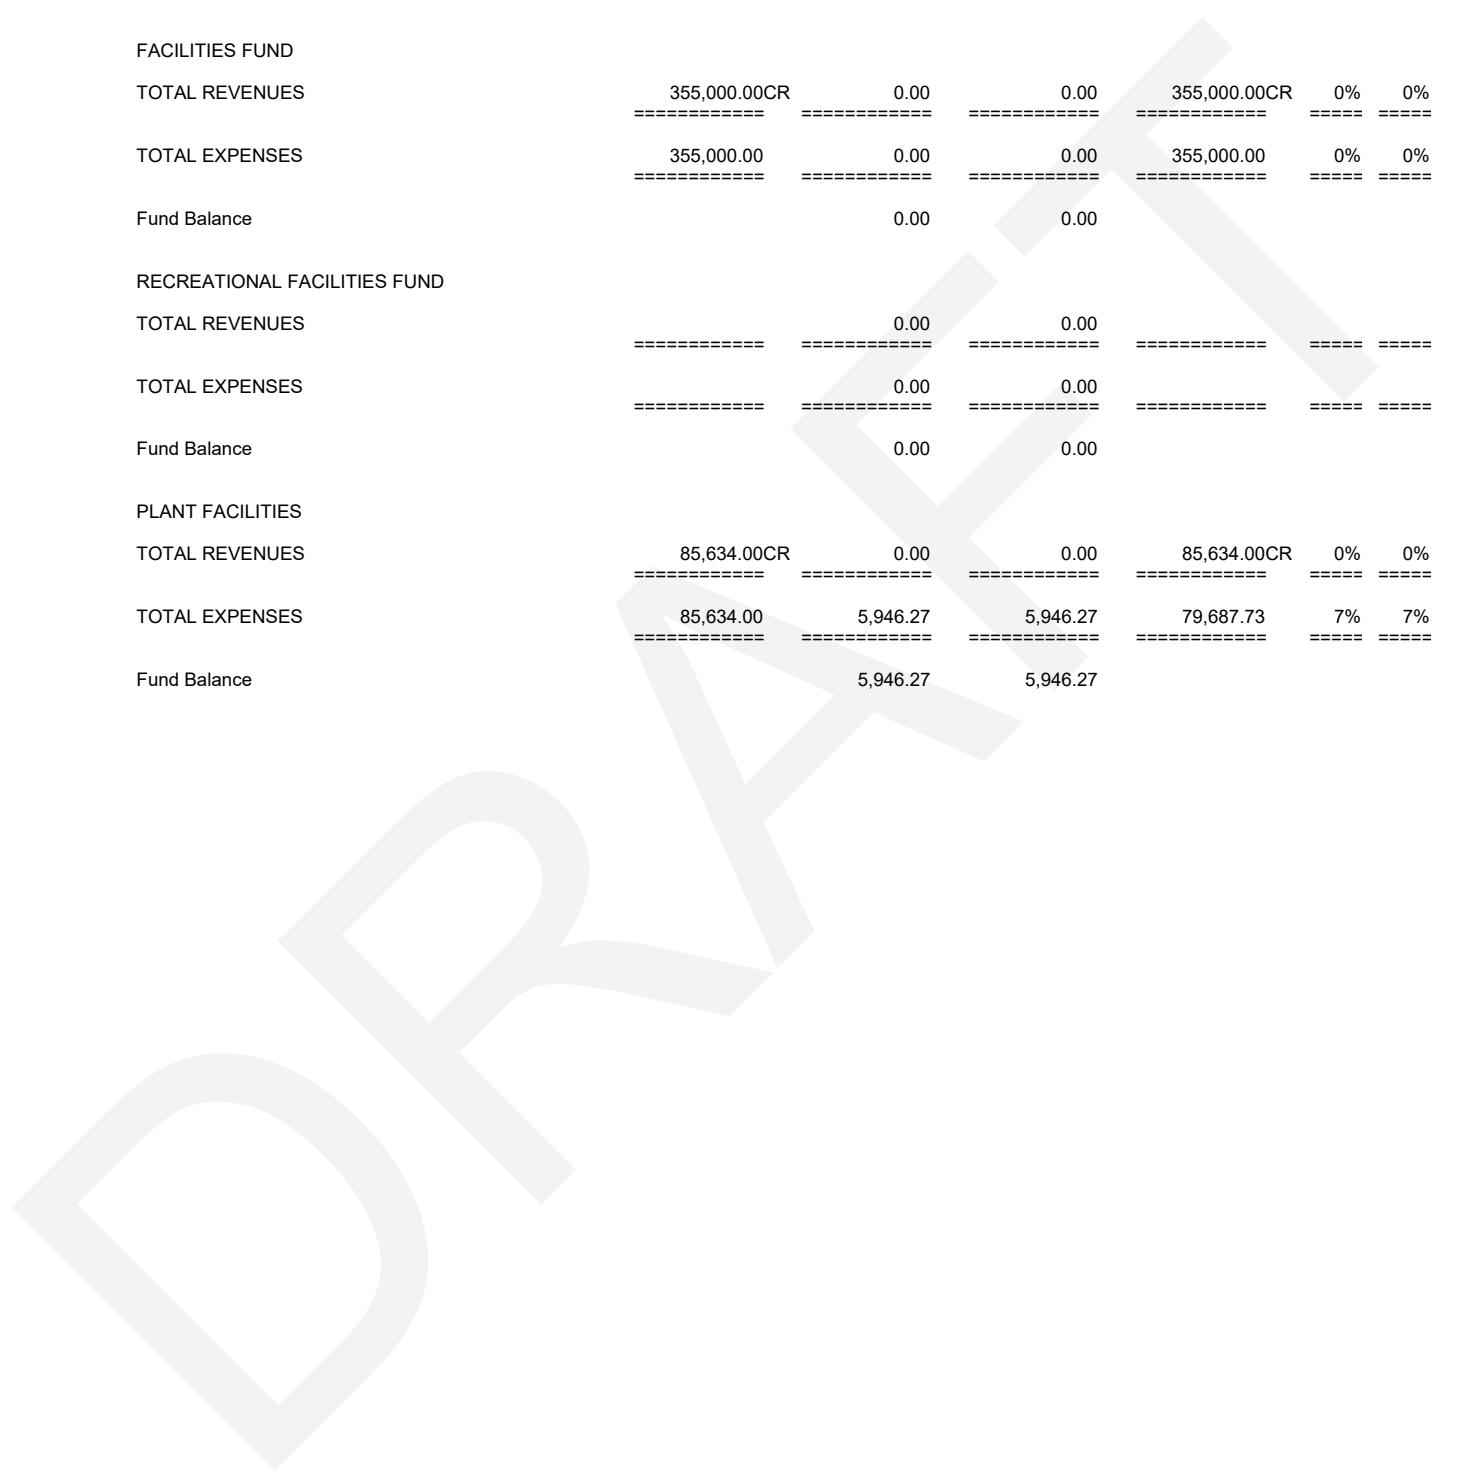 FACILITIES FUND
TOTAL REVENUES 355,000.00CR 0.00 0.00 355,000.00CR 0% 0%
============ ============ ============ ============ ===== =====
TOTAL EXPENSES 355,000.00 0.00 0.00 355,000.00 0% 0%
============ ============ ============ ============ ===== =====
Fund Balance 0.00 0.00
RECREATIONAL FACILITIES FUND
TOTAL REVENUES 0.00 0.00
============ ============ ============ ============ ===== =====
TOTAL EXPENSES 0.00 0.00
============ ============ ============ ============ ===== =====
Fund Balance 0.00 0.00
PLANT FACILITIES
TOTAL REVENUES 85,634.00CR 0.00 0.00 85,634.00CR 0% 0%
============ ============ ============ ============ ===== =====
TOTAL EXPENSES 85,634.00 5,946.27 5,946.27 79,687.73 7% 7%
============ ============ ============ ============ ===== =====
Fund Balance 5,946.27 5,946.27
DRAFT